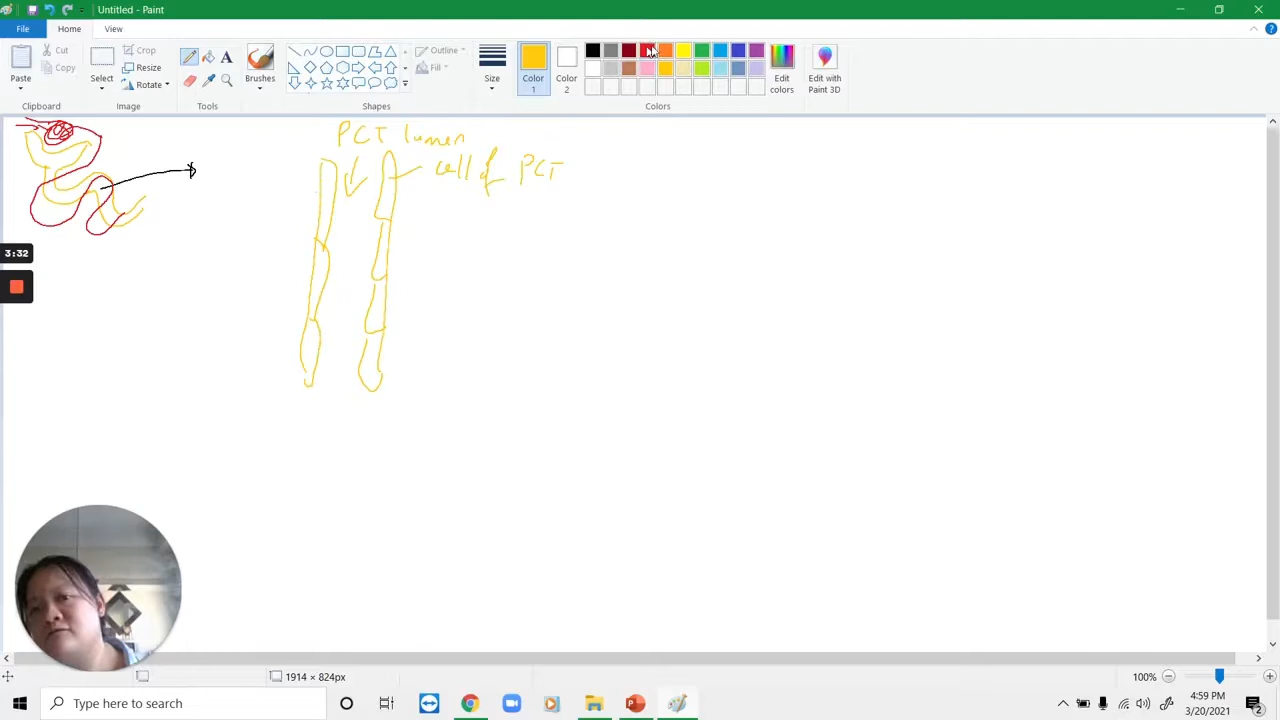 Untitled - Paint
File
Home
View
Paste
Cut
Copy
Clipboard
Select
Crop
Resize
Rotate
Image
Tools
Brushes
Shapes
Outline
Fill
Size
Color
1
Color
2
Edit
colors
Edit with
Paint 3D
Colors
PCT lumen
cell of PCT
3:32
1914 × 824px
100%
Type here to search
4:59 PM
3/20/2021
2